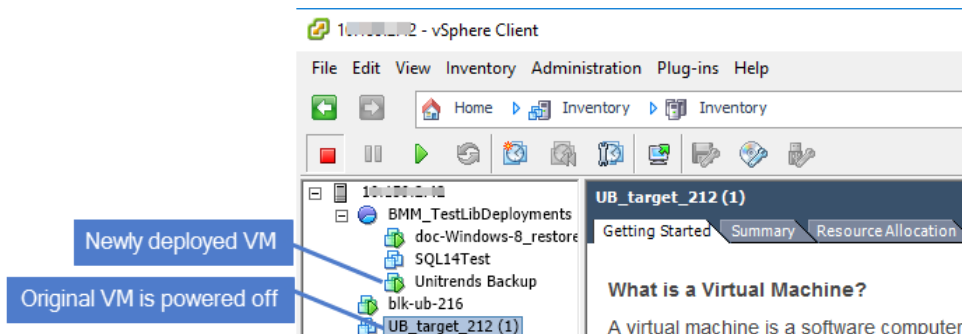 - vSphere Client
File Edit View Inventory Administration Plug-ins Help
Home Inventory Inventory
UB_target_212 (1)
BMM_TestLibDeployments
Getting Started Summary Resource Allocation
doc-Windows-8_restore
Newly deployed VM
SQL14Test
Unitrends Backup
What is a Virtual Machine?
Original VM is powered off
blk-ub-216
UB_target_212 (1)
A virtual machine is a software computer